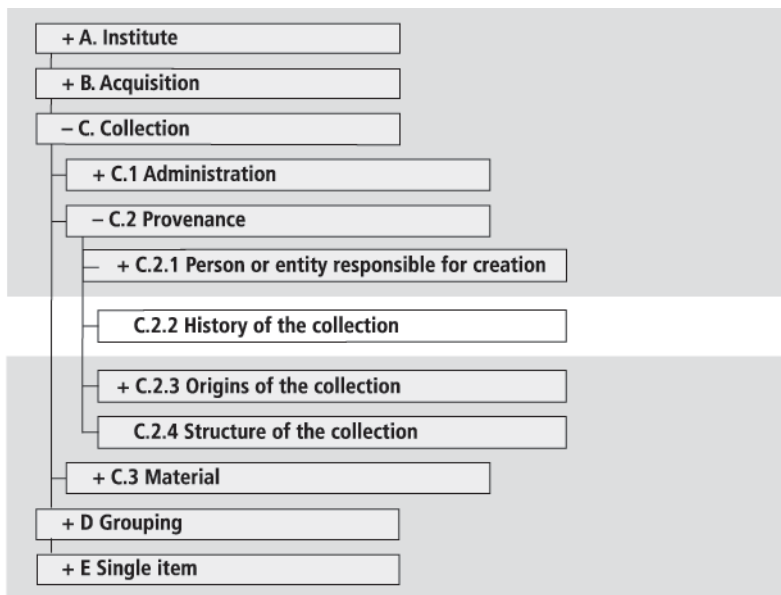 + A. Institute
+ B. Acquisition
– C. Collection
+ C.1 Administration
– C.2 Provenance
+ C.2.1 Person or entity responsible for creation
C.2.2 History of the collection
+ C.2.3 Origins of the collection
C.2.4 Structure of the collection
+ C.3 Material
+ D Grouping
+ E Single item